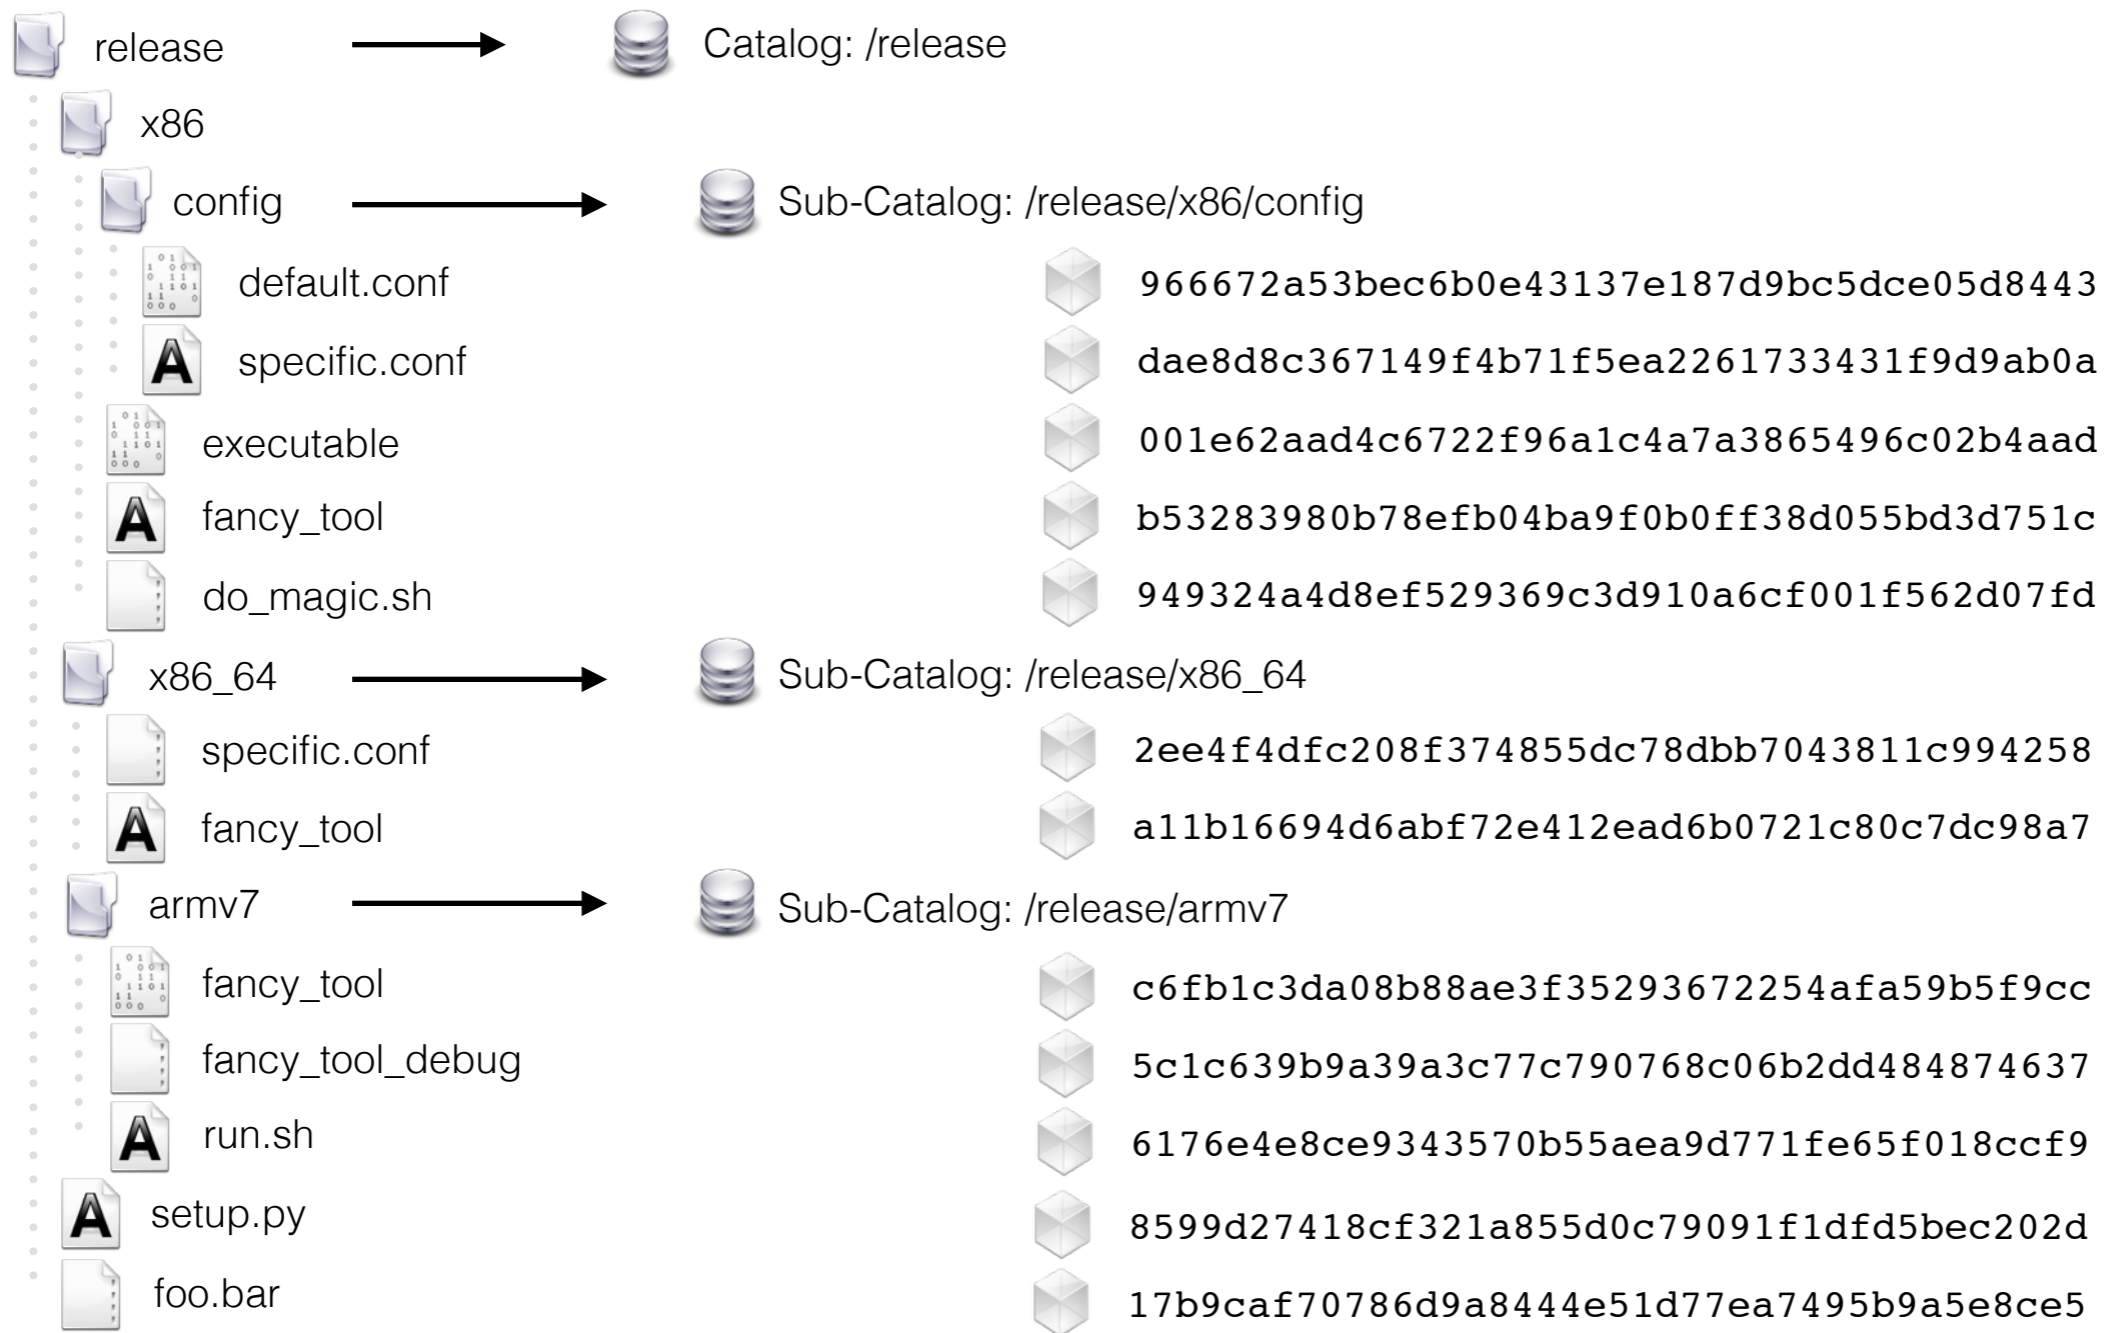 release Catalog: /release
x86
config Sub-Catalog: /release/x86/config
default.conf 966672a53bec6b0e43137e187d9bc5dce05d8443
specific.conf dae8d8c367149f4b71f5ea2261733431f9d9ab0a
executable 001e62aad4c6722f96a1c4a7a3865496c02b4aad
fancy_tool b53283980b78efb04ba9f0b0ff38d055bd3d751c
do_magic.sh 949324a4d8ef529369c3d910a6cf001f562d07fd
x86_64 Sub-Catalog: /release/x86_64
specific.conf 2ee4f4dfc208f374855dc78dbb7043811c994258
fancy_tool a11b16694d6abf72e412ead6b0721c80c7dc98a7
armv7 Sub-Catalog: /release/armv7
fancy_tool c6fb1c3da08b88ae3f35293672254afa59b5f9cc
fancy_tool_debug 5c1c639b9a39a3c77c790768c06b2dd484874637
run.sh 6176e4e8ce9343570b55aea9d771fe65f018ccf9
setup.py 8599d27418cf321a855d0c79091f1dfd5bec202d
foo.bar 17b9caf70786d9a8444e51d77ea7495b9a5e8ce5